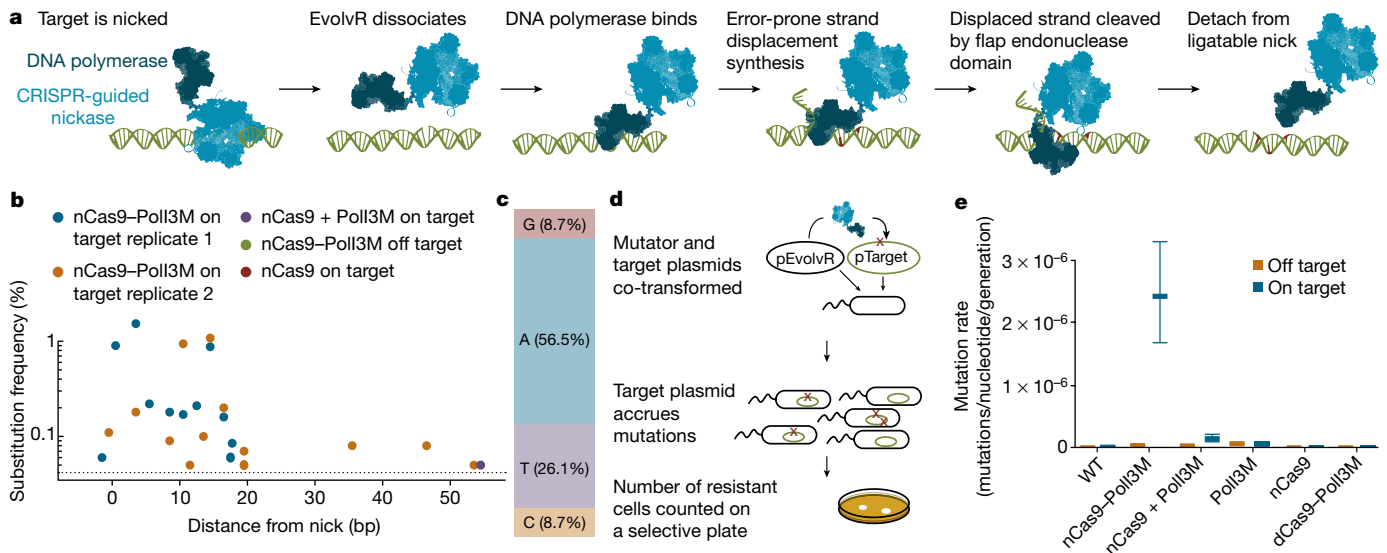 a
Target is nicked
DNA polymerase
CRISPR-guided
nickase
EvolvR dissociates
DNA polymerase binds
Error-prone strand
displacement
synthesis
Displaced strand cleaved
by flap endonuclease
domain
Detach from
ligatable nick
b
nCas9–PolI3M on
target replicate 1
nCas9–PolI3M on
target replicate 2
nCas9 + PolI3M on target
nCas9–PolI3M off target
nCas9 on target
Substitution frequency (%)
1
0.1
0
10
20
30
40
50
Distance from nick (bp)
c
G (8.7%)
A (56.5%)
T (26.1%)
C (8.7%)
d
Mutator and
target plasmids
co-transformed
pEvolvR
pTarget
Target plasmid
accrues
mutations
Number of resistant
cells counted on
a selective plate
e
Mutation rate
(mutations/nucleotide/generation)
3 × 10⁻⁶
2 × 10⁻⁶
1 × 10⁻⁶
0
Off target
On target
WT
nCas9–PolI3M
nCas9 + PolI3M
PolI3M
nCas9
dCas9–PolI3M